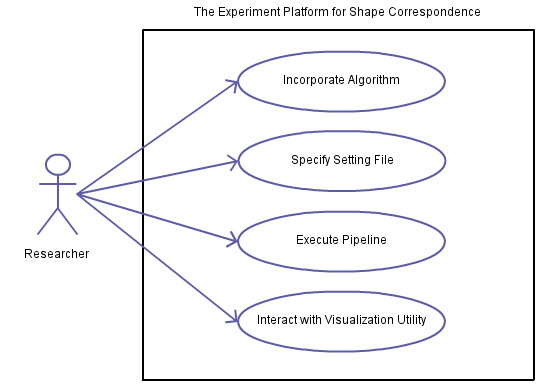 The Experiment Platform for Shape Correspondence
Incorporate Algorithm
Specify Setting File
Execute Pipeline
Researcher
Interact with Visualization Utility